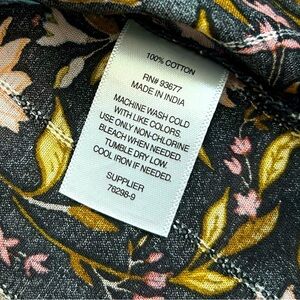 100% COTTON
RN# 93677
MADE IN INDIA
MACHINE WASH COLD
WITH LIKE COLORS.
USE ONLY NON-CHLORINE
BLEACH WHEN NEEDED.
TUMBLE DRY LOW.
COOL IRON IF NEEDED.
SUPPLIER
76298-9